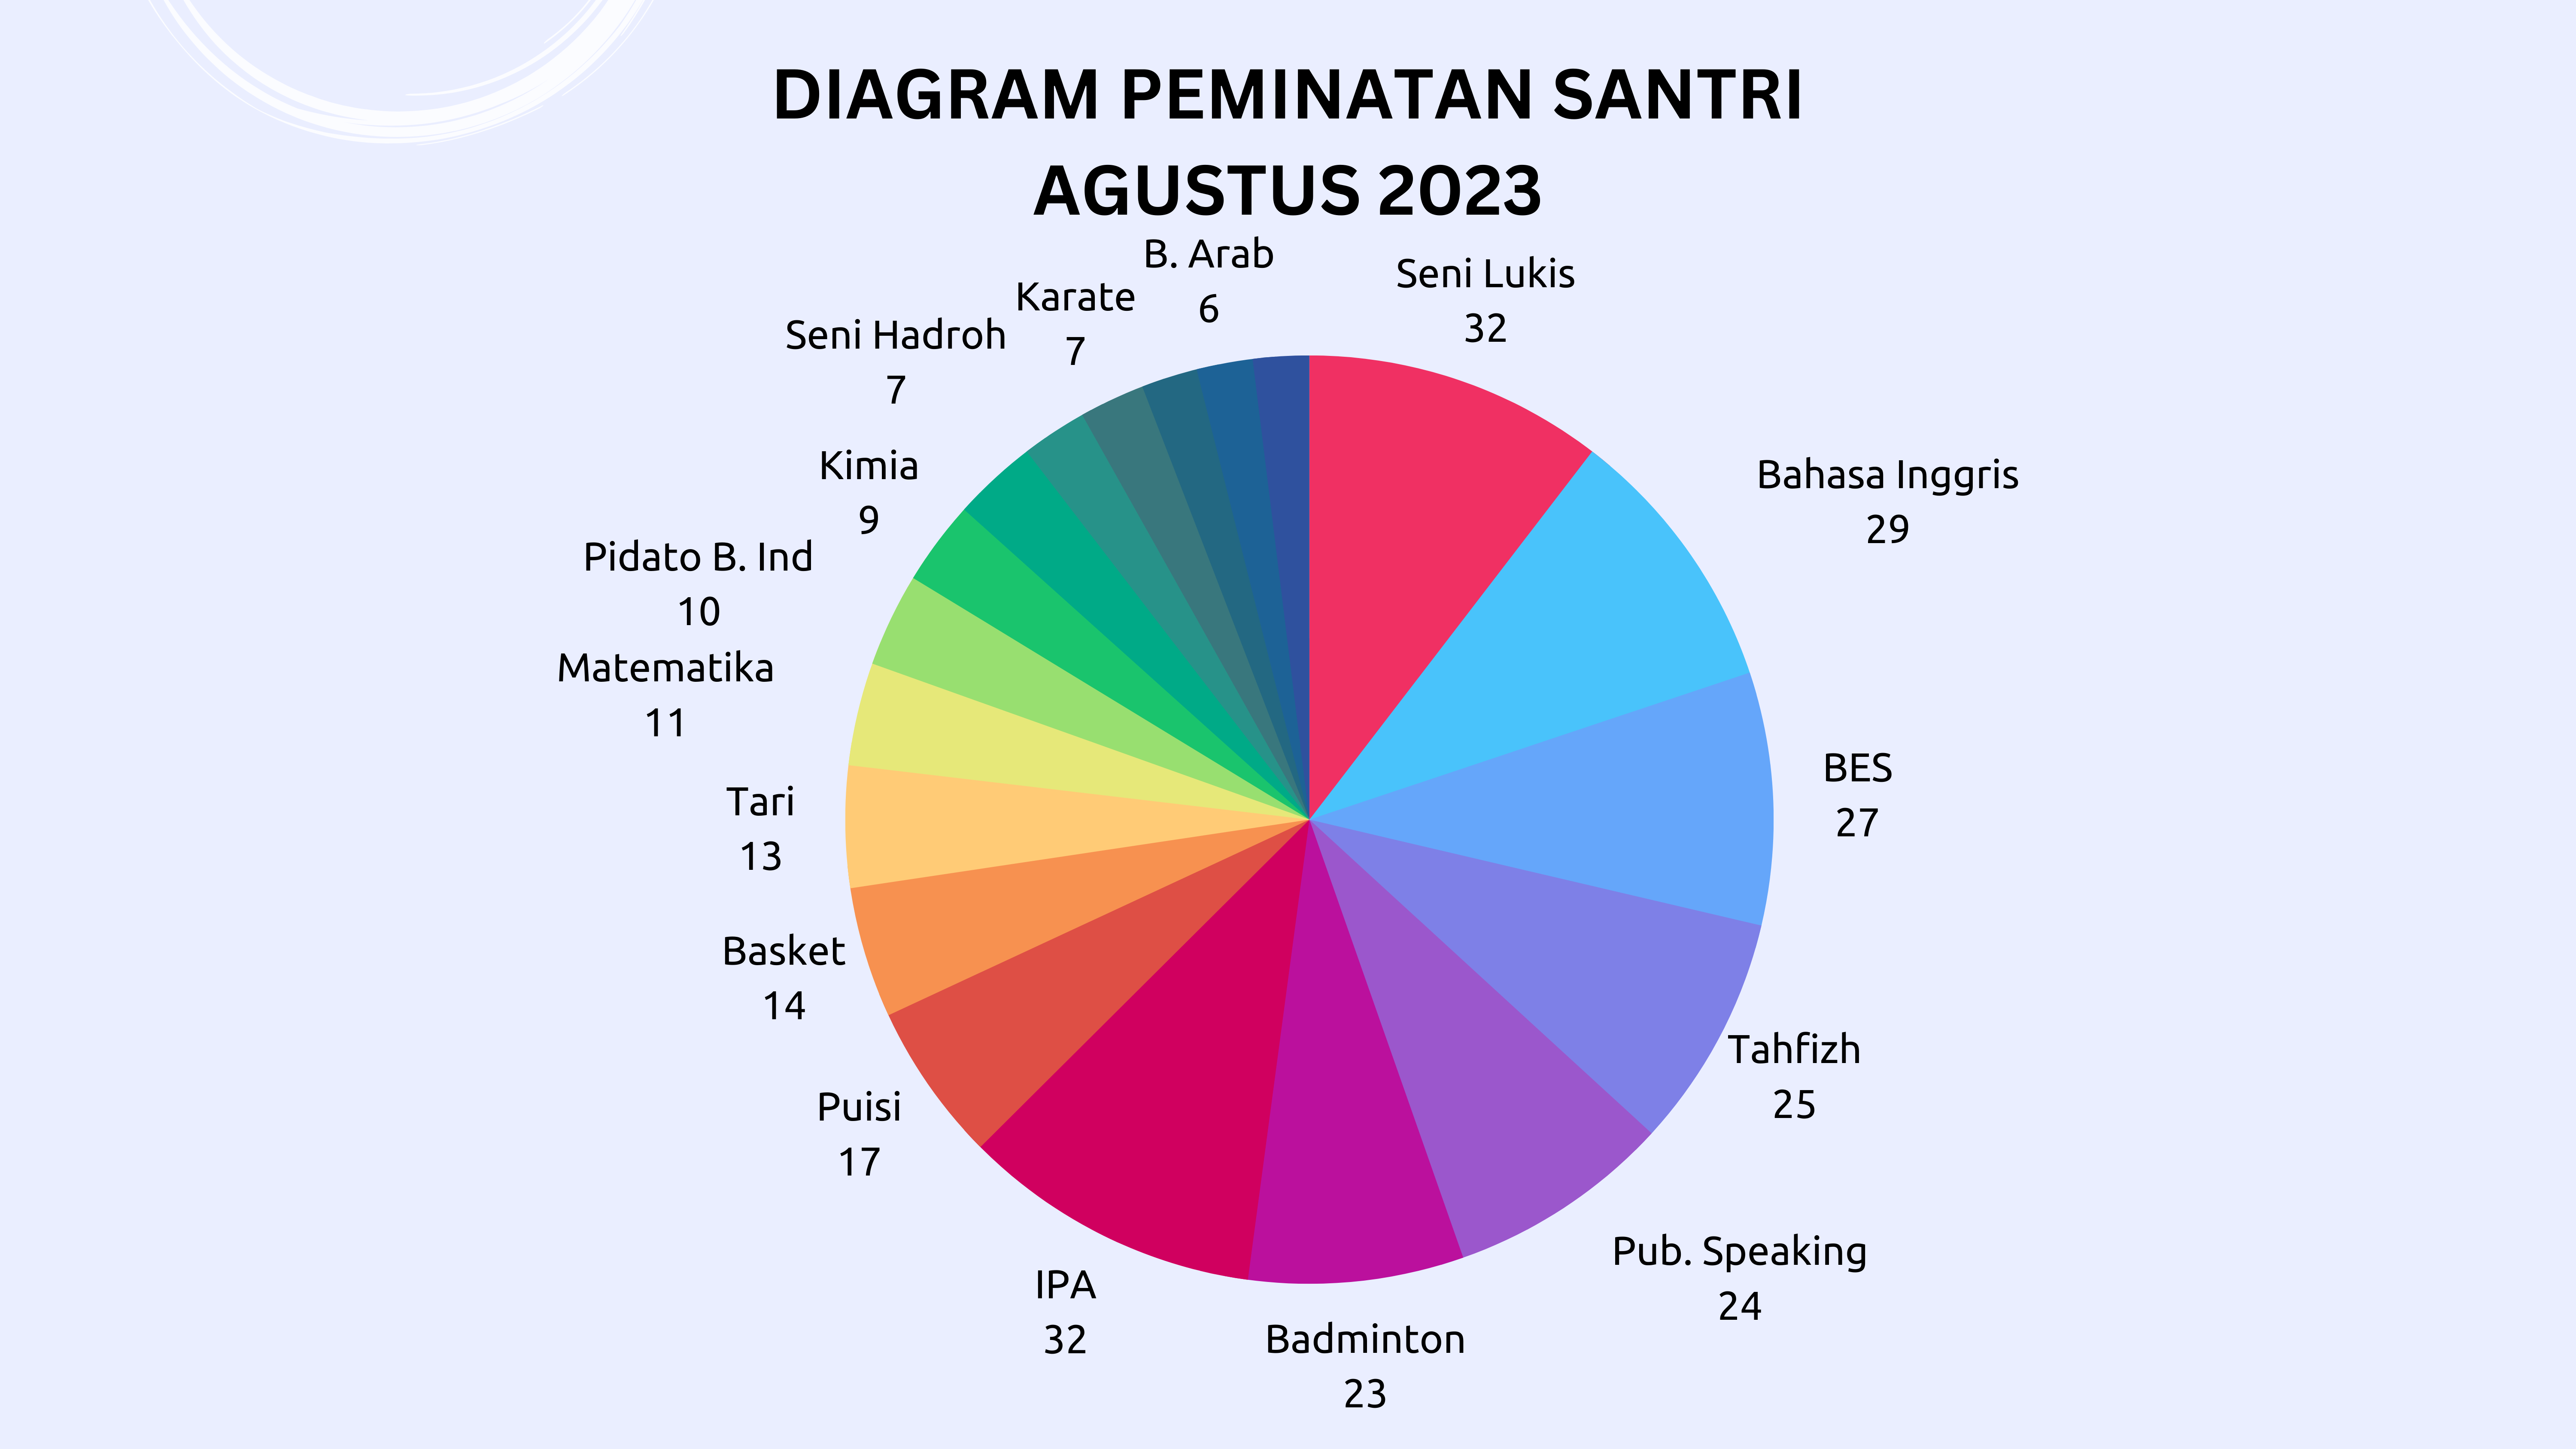 DIAGRAM PEMINATAN SANTRI
AGUSTUS 2023
B. Arab
6
Seni Lukis
32
Karate
7
Seni Hadroh
7
Kimia
9
Bahasa Inggris
29
Pidato B. Ind
10
Matematika
11
BES
27
Tari
13
Basket
14
Tahfizh
25
Puisi
17
Pub. Speaking
24
IPA
32
Badminton
23